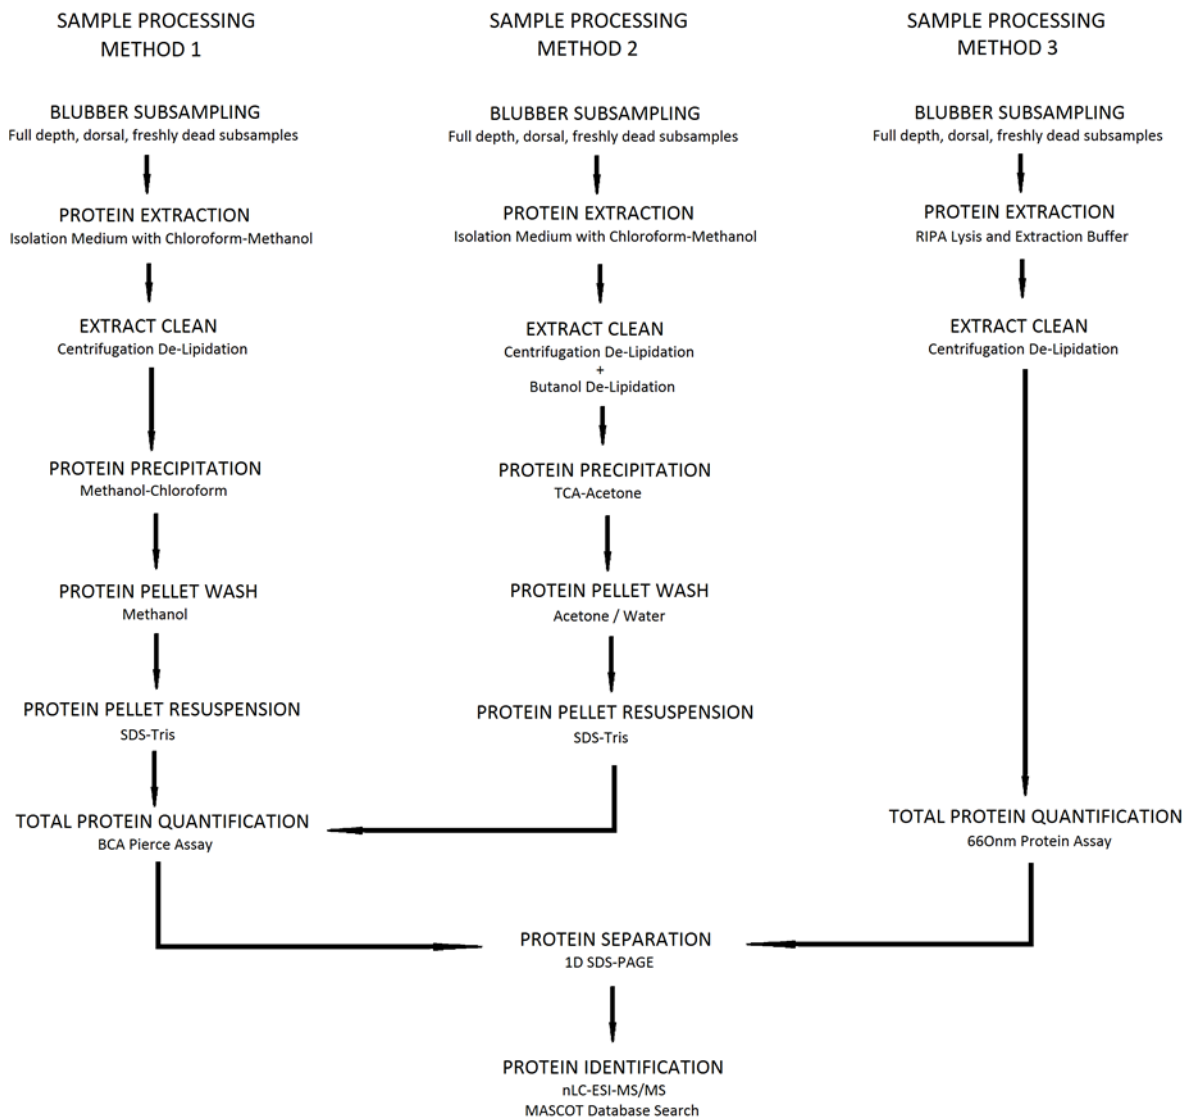 SAMPLE PROCESSING
METHOD 1
BLUBBER SUBSAMPLING
Full depth, dorsal, freshly dead subsamples
PROTEIN EXTRACTION
Isolation Medium with Chloroform-Methanol
EXTRACT CLEAN
Centrifugation De-Lipidation
PROTEIN PRECIPITATION
Methanol-Chloroform
PROTEIN PELLET WASH
Methanol
PROTEIN PELLET RESUSPENSION
SDS-Tris
TOTAL PROTEIN QUANTIFICATION
BCA Pierce Assay
SAMPLE PROCESSING
METHOD 2
BLUBBER SUBSAMPLING
Full depth, dorsal, freshly dead subsamples
PROTEIN EXTRACTION
Isolation Medium with Chloroform-Methanol
EXTRACT CLEAN
Centrifugation De-Lipidation
+
Butanol De-Lipidation
PROTEIN PRECIPITATION
TCA-Acetone
PROTEIN PELLET WASH
Acetone / Water
PROTEIN PELLET RESUSPENSION
SDS-Tris
SAMPLE PROCESSING
METHOD 3
BLUBBER SUBSAMPLING
Full depth, dorsal, freshly dead subsamples
PROTEIN EXTRACTION
RIPA Lysis and Extraction Buffer
EXTRACT CLEAN
Centrifugation De-Lipidation
TOTAL PROTEIN QUANTIFICATION
66Onm Protein Assay
PROTEIN SEPARATION
1D SDS-PAGE
PROTEIN IDENTIFICATION
nLC-ESI-MS/MS
MASCOT Database Search